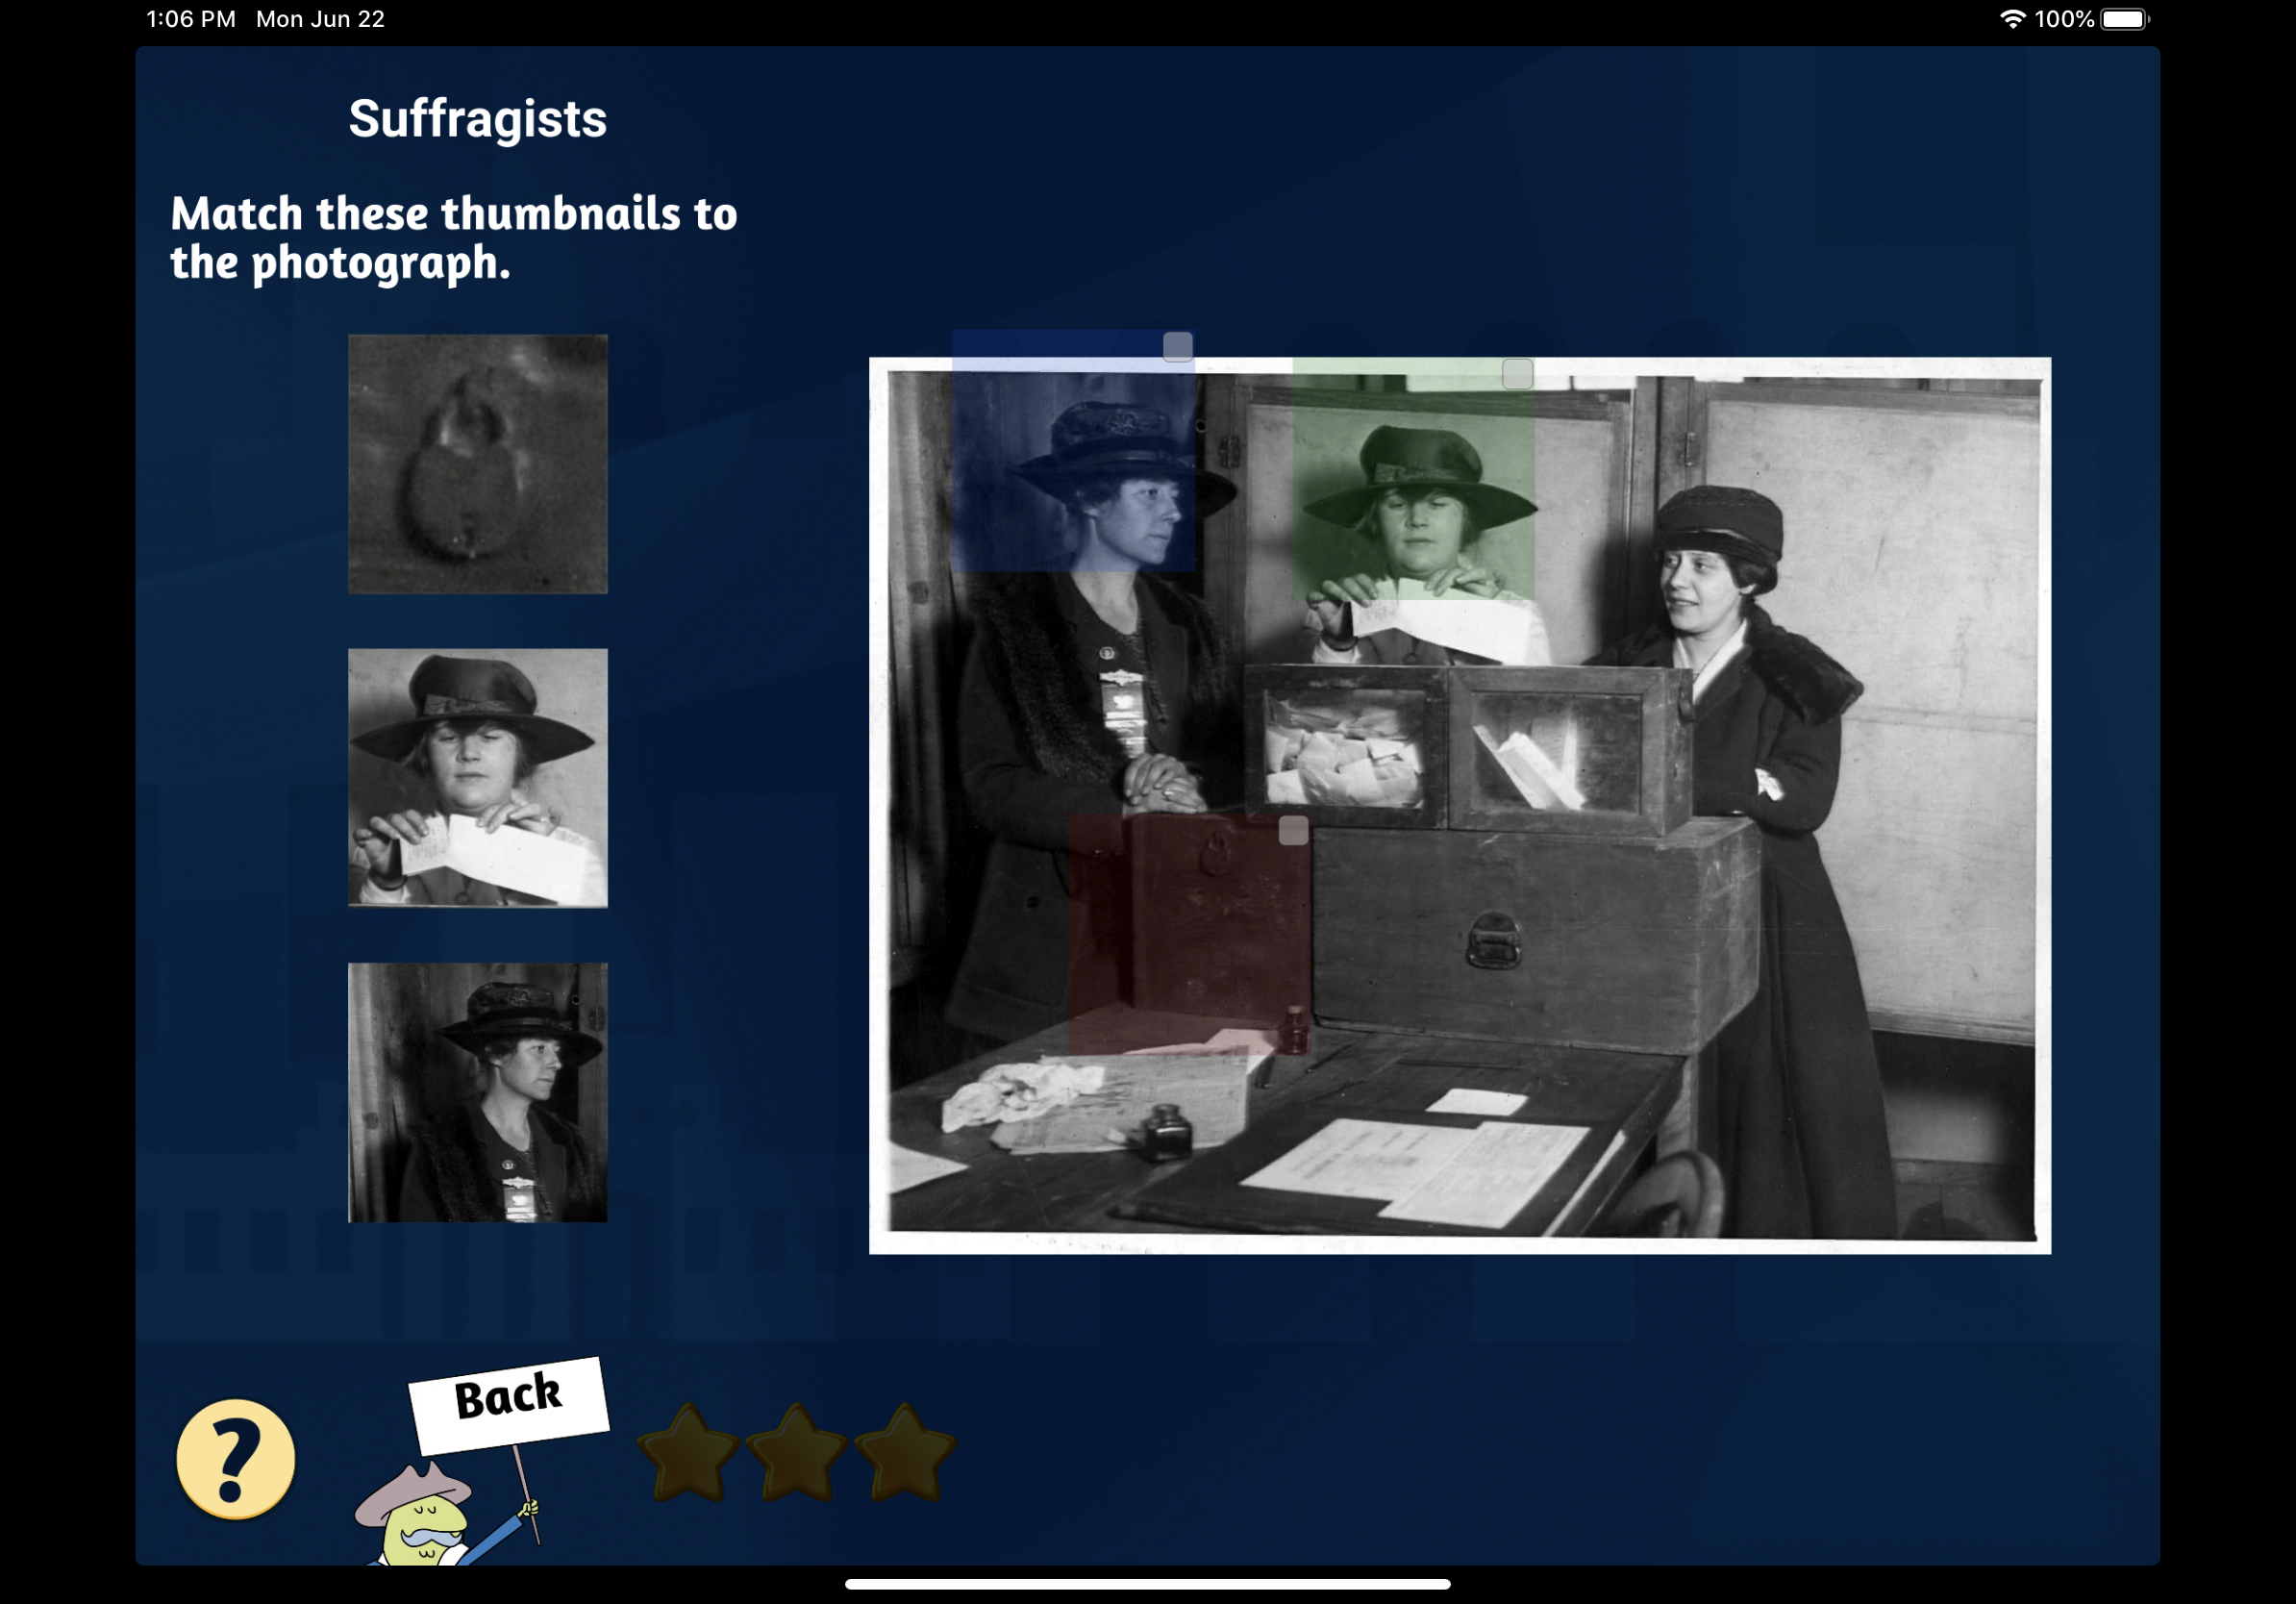 1:06 PM Mon Jun 22
100%
Suffragists
Match these thumbnails to
the photograph.
?
Back